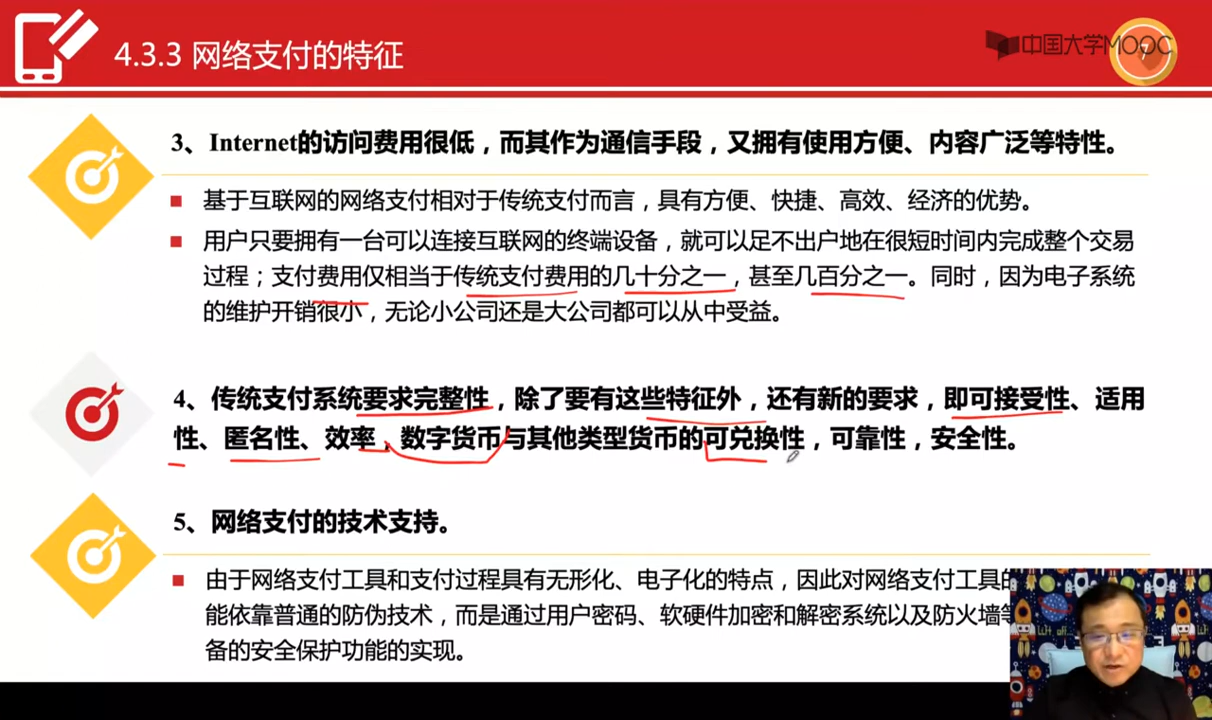 4.3.3 网络支付的特征
中国大学MOOC
3、Internet的访问费用很低，而其作为通信手段，又拥有使用方便、内容广泛等特性。
基于互联网的网络支付相对于传统支付而言，具有方便、快捷、高效、经济的优势。
用户只要拥有一台可以连接互联网的终端设备，就可以足不出户地在很短时间内完成整个交易
过程；支付费用仅相当于传统支付费用的几十分之一，甚至几百分之一。同时，因为电子系统
的维护开销很小，无论小公司还是大公司都可以从中受益。
4、传统支付系统要求完整性，除了要有这些特征外，还有新的要求，即可接受性、适用
性、匿名性、效率，数字货币与其他类型货币的可兑换性，可靠性，安全性。
5、网络支付的技术支持。
由于网络支付工具和支付过程具有无形化、电子化的特点，因此对网络支付工具的
能依靠普通的防伪技术，而是通过用户密码、软硬件加密和解密系统以及防火墙等
备的安全保护功能的实现。